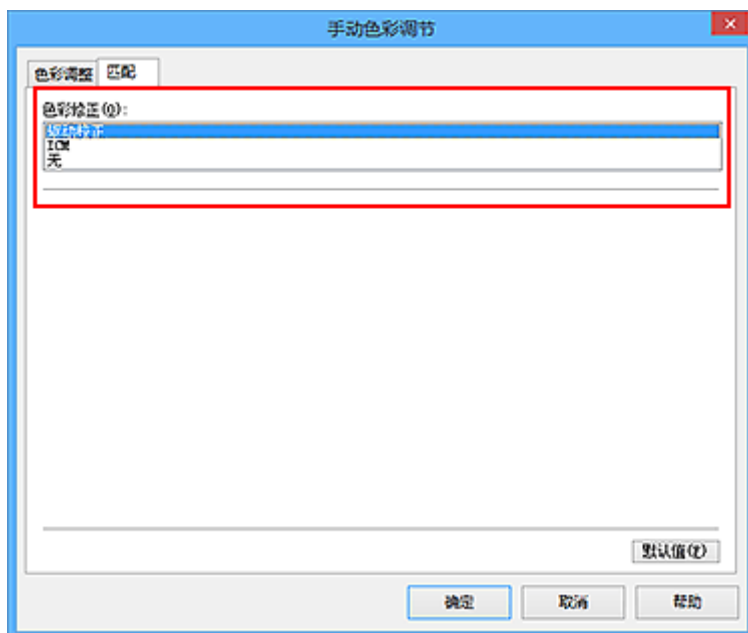 手动色彩调节
色彩调整 匹配
色彩修正(Q):
驱动校正
ICM
无
默认值(Y)
确定 取消 帮助